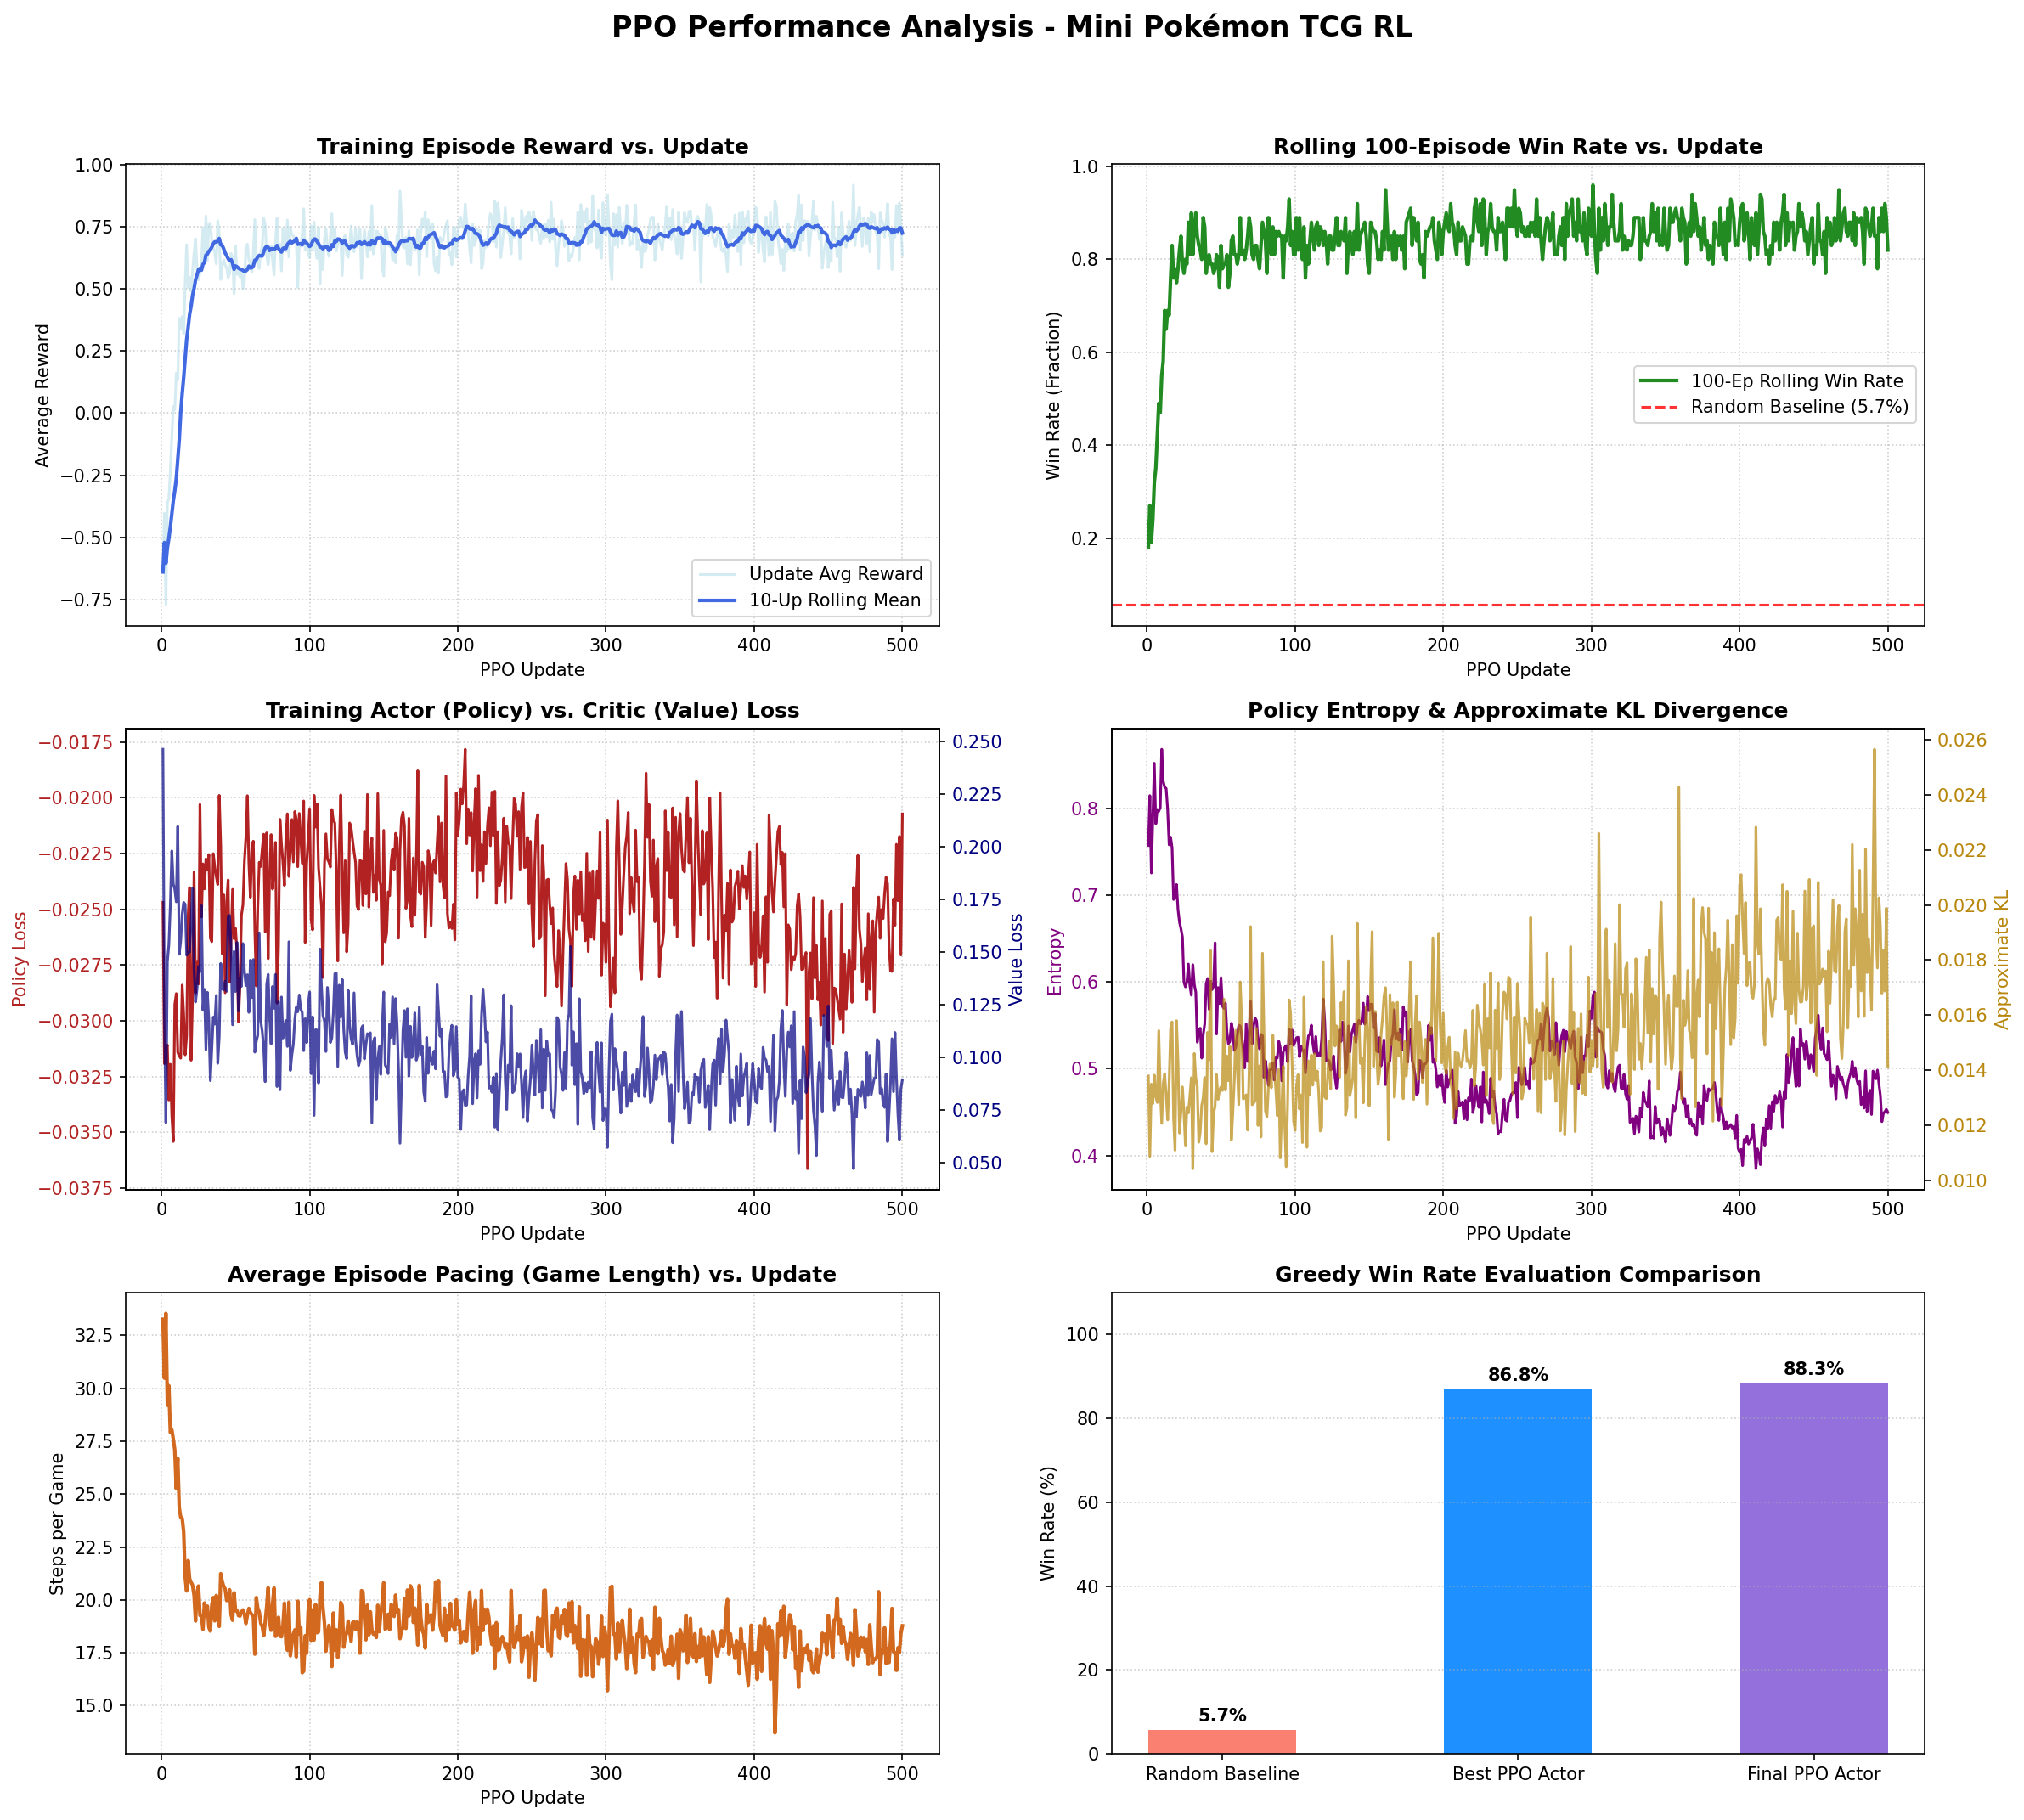 PPO Performance Analysis - Mini Pokémon TCG RL
Training Episode Reward vs. Update
1.00
0.75
0.50
0.25
0.00
−0.25
−0.50
−0.75
Average Reward
Update Avg Reward
10-Up Rolling Mean
0 100 200 300 400 500
PPO Update
Rolling 100-Episode Win Rate vs. Update
1.0
0.8
0.6
0.4
0.2
Win Rate (Fraction)
100-Ep Rolling Win Rate
Random Baseline (5.7%)
0 100 200 300 400 500
PPO Update
Training Actor (Policy) vs. Critic (Value) Loss
−0.0175
−0.0200
−0.0225
−0.0250
−0.0275
−0.0300
−0.0325
−0.0350
−0.0375
Policy Loss
0.250
0.225
0.200
0.175
0.150
0.125
0.100
0.075
0.050
Value Loss
0 100 200 300 400 500
PPO Update
Policy Entropy & Approximate KL Divergence
0.8
0.7
0.6
0.5
0.4
Entropy
0.026
0.024
0.022
0.020
0.018
0.016
0.014
0.012
0.010
Approximate KL
0 100 200 300 400 500
PPO Update
Average Episode Pacing (Game Length) vs. Update
32.5
30.0
27.5
25.0
22.5
20.0
17.5
15.0
Steps per Game
0 100 200 300 400 500
PPO Update
Greedy Win Rate Evaluation Comparison
100
80
60
40
20
0
Win Rate (%)
5.7%
86.8%
88.3%
Random Baseline
Best PPO Actor
Final PPO Actor